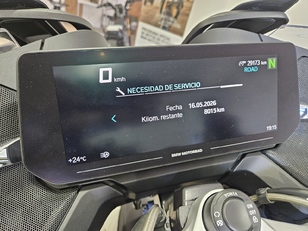 0 km/h
29173 km
ROAD
N
NECESIDAD DE SERVICIO
Fecha 16.05.2026
Kilom. restante 8015 km
+24°C
19:15
BMW MOTORRAD